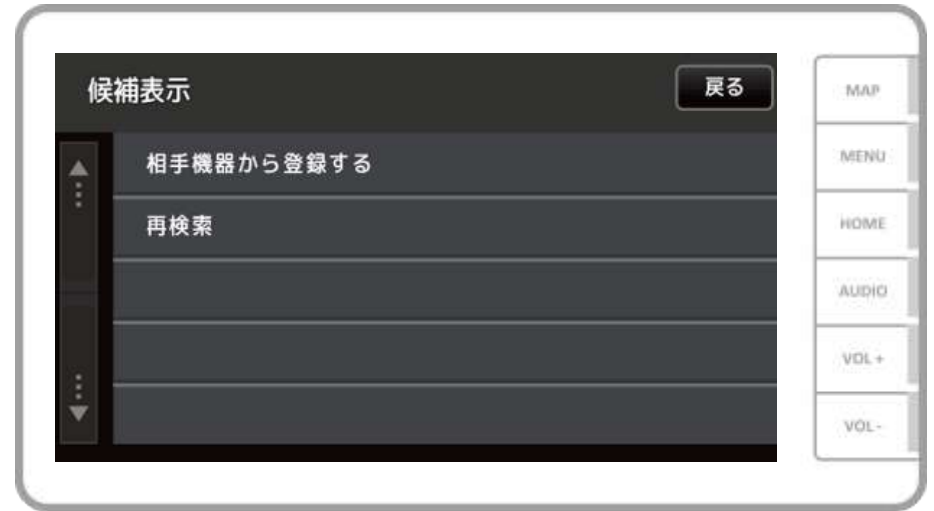 候補表示
戻る
相手機器から登録する
再検索
MAP
MENU
HOME
AUDIO
VOL +
VOL -